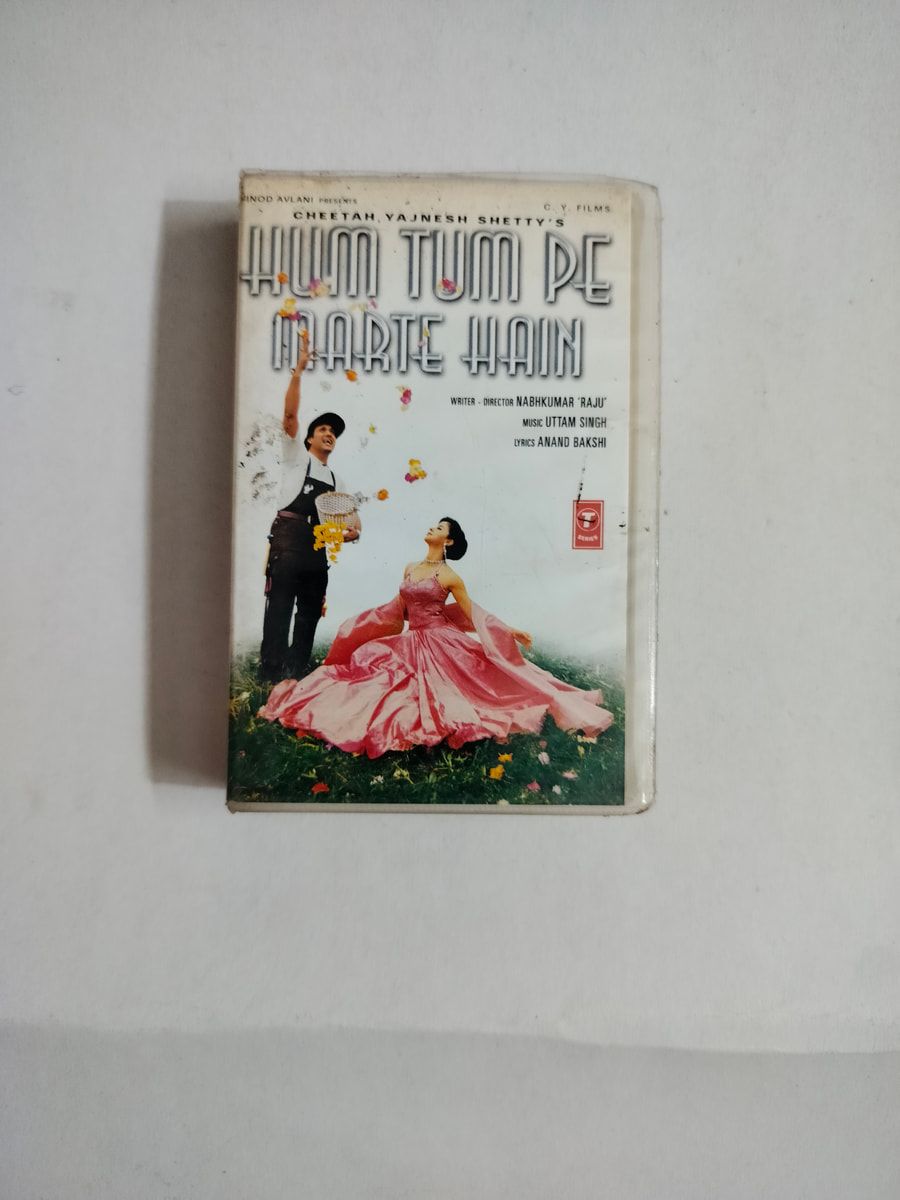 INOD AVLANI PRESENTS
C. Y. FILMS
CHEETAH, YAJNESH SHETTY'S
HUM TUM PE
MARTE HAIN
WRITER - DIRECTOR NABHKUMAR 'RAJU'
MUSIC UTTAM SINGH
LYRICS ANAND BAKSHI
T
SERIES